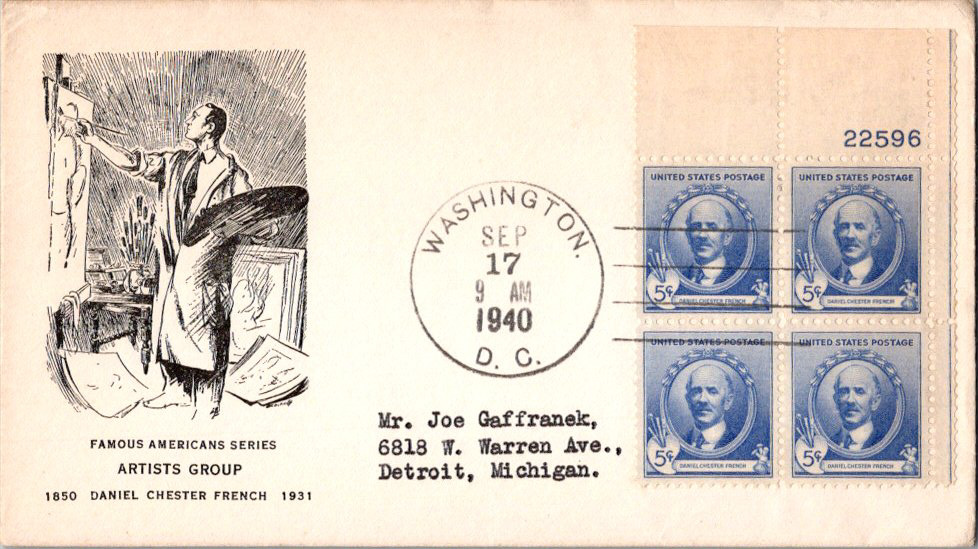 22596
UNITED STATES POSTAGE
5¢
DANIEL CHESTER FRENCH
UNITED STATES POSTAGE
5¢
DANIEL CHESTER FRENCH
UNITED STATES POSTAGE
5¢
DANIEL CHESTER FRENCH
UNITED STATES POSTAGE
5¢
DANIEL CHESTER FRENCH
WASHINGTON.
SEP
17
9 AM
1940
D. C.
Mr. Joe Gaffranek,
6818 W. Warren Ave.,
Detroit, Michigan.
FAMOUS AMERICANS SERIES
ARTISTS GROUP
1850 DANIEL CHESTER FRENCH 1931